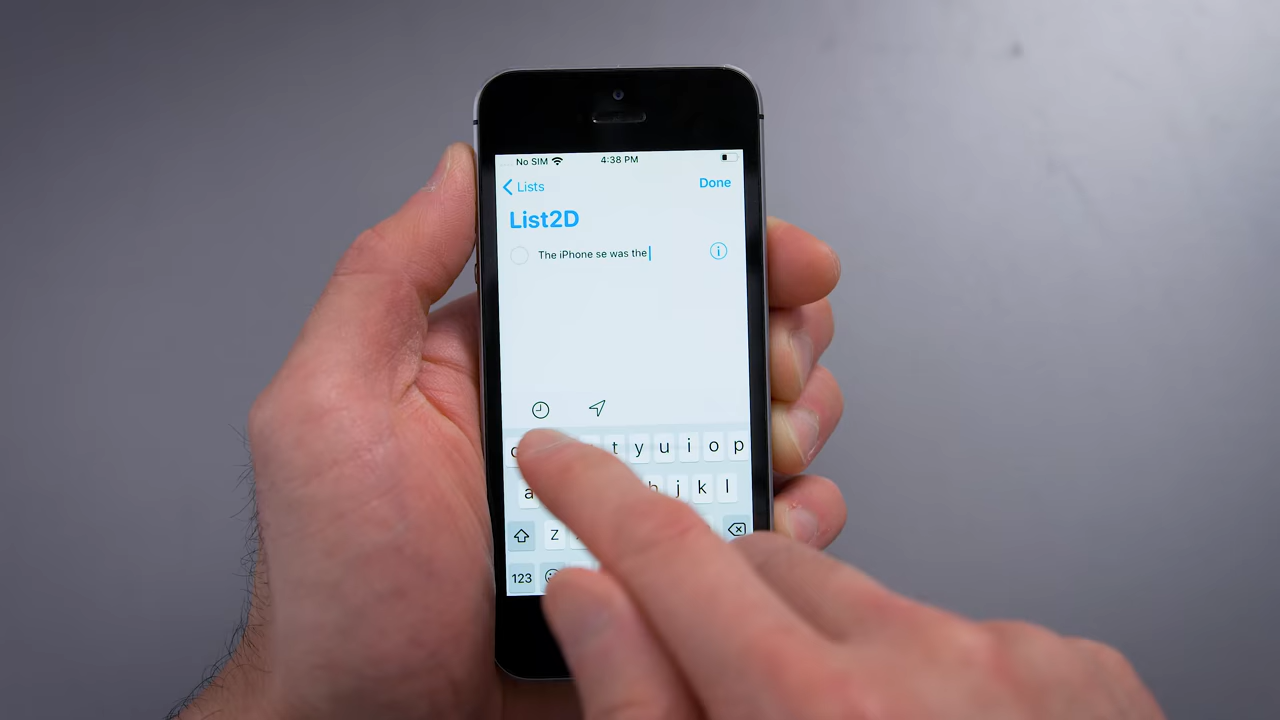 No SIM 4:38 PM
Lists Done
List2D
The iPhone se was the
t y u i o p
a j k l
z
123